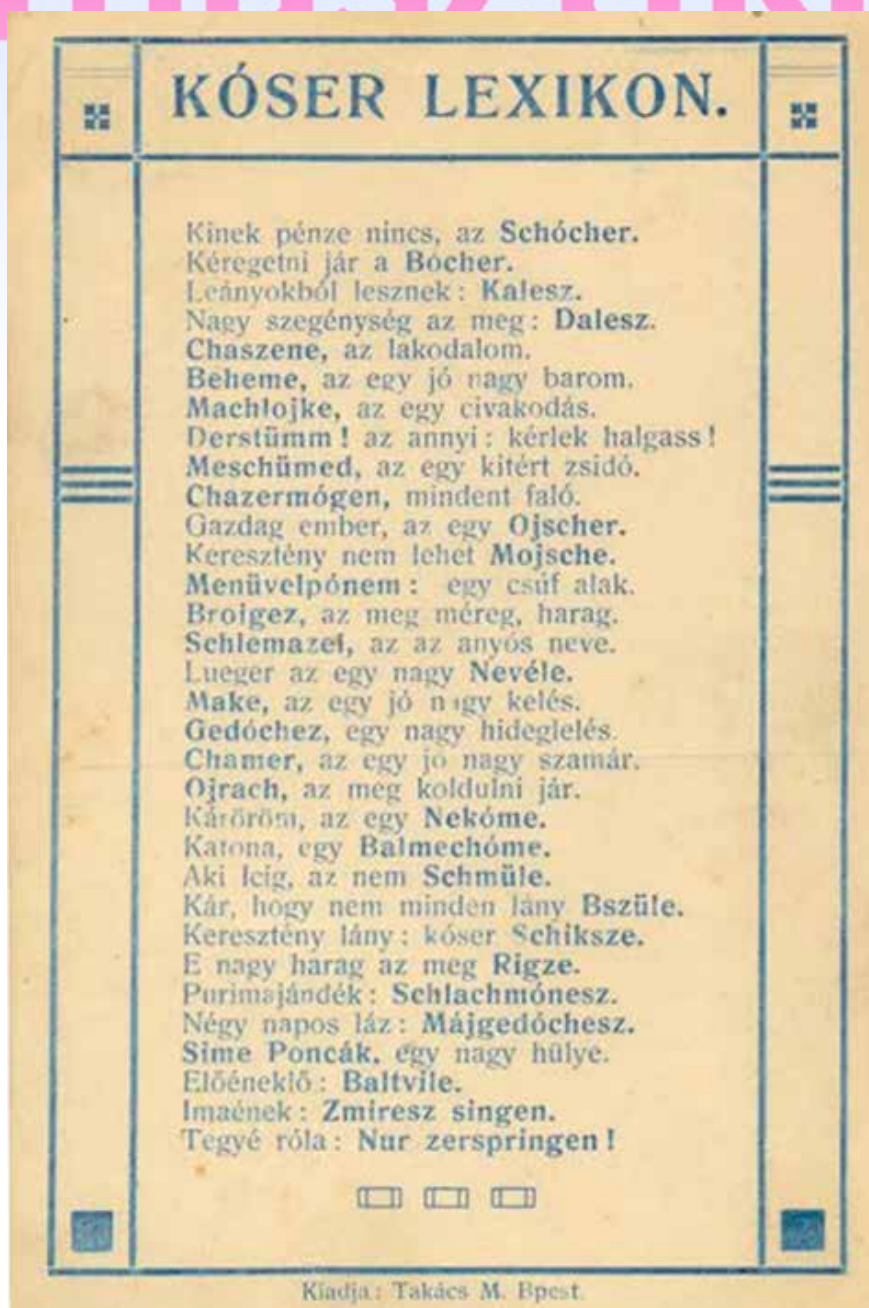 KÓSER LEXIKON.
Kinek pénze nincs, az Schócher.
Kéregetni jár a Bócher.
Leányokból lesznek: Kalesz.
Nagy szegénység az meg: Dalesz.
Chaszene, az lakodalom.
Beheme, az egy jó nagy barom.
Machlojke, az egy civakodás.
Derstümm! az annyi: kérlek halgass!
Meschümed, az egy kitért zsidó.
Chazermógen, mindent faló.
Gazdag ember, az egy Ojscher.
Keresztény nem lehet Mojsche.
Menüvelpónem: egy csúf alak.
Broigez, az meg méreg, harag.
Schlemazel, az az anyós neve.
Lueger az egy nagy Nevéle.
Make, az egy jó nagy kelés.
Gedóchez, egy nagy hideglelés.
Chamer, az egy jó nagy szamár.
Ojrach, az meg koldulni jár.
Káröröm, az egy Nekóme.
Katona, egy Balmechóme.
Aki Icig, az nem Schmüle.
Kár, hogy nem minden lány Bszüle.
Keresztény lány: kóser Schiksze.
E nagy harag az meg Rigze.
Purimajándék: Schlachmónesz.
Négy napos láz: Májgedóchesz.
Sime Poncák, egy nagy hülye.
Előéneklő: Baltvile.
Imaének: Zmiresz singen.
Tegyé róla: Nur zerspringen!
Kiadja: Takács M. Bpest.